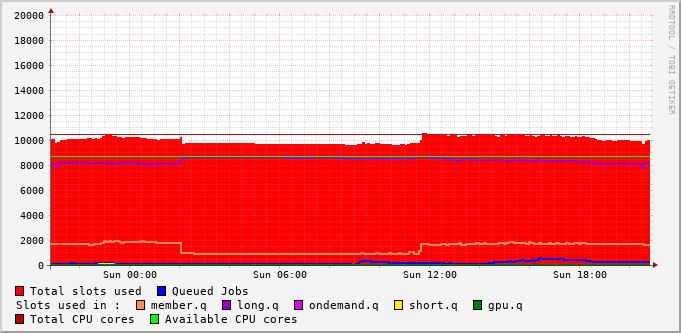 20000
18000
16000
14000
12000
10000
8000
6000
4000
2000
0
Sun 00:00 Sun 06:00 Sun 12:00 Sun 18:00
RRDTOOL / TOBI OETIKER
Total slots used Queued Jobs
Slots used in : member.q long.q ondemand.q short.q gpu.q
Total CPU cores Available CPU cores